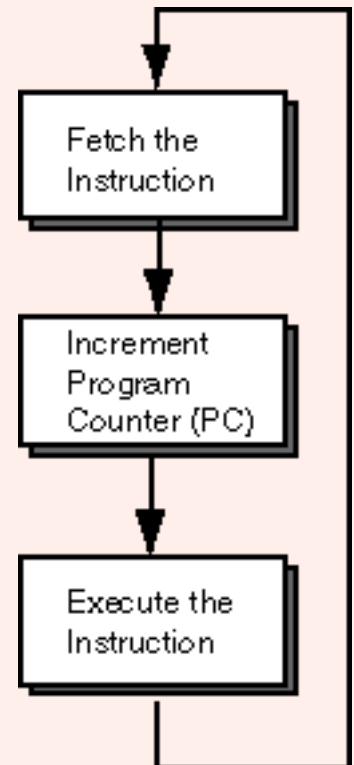 Fetch the
Instruction
Increment
Program
Counter (PC)
Execute the
Instruction